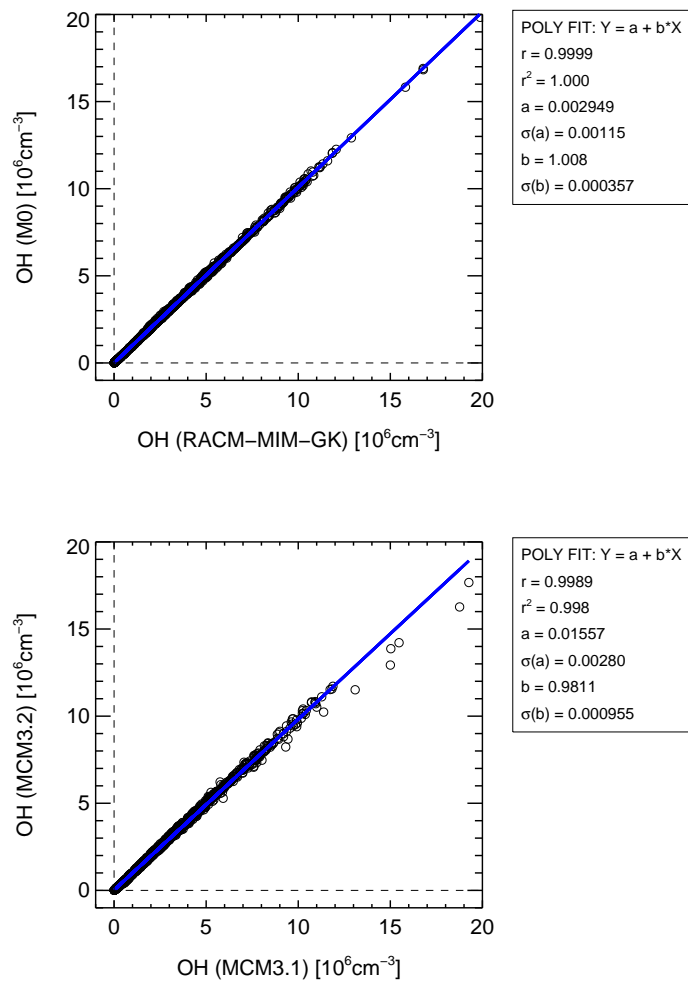 20
15
10
5
0
OH (M0) [10⁶cm⁻³]
0 5 10 15 20
OH (RACM−MIM−GK) [10⁶cm⁻³]
POLY FIT: Y = a + b*X
r = 0.9999
r² = 1.000
a = 0.002949
σ(a) = 0.00115
b = 1.008
σ(b) = 0.000357
20
15
10
5
0
OH (MCM3.2) [10⁶cm⁻³]
0 5 10 15 20
OH (MCM3.1) [10⁶cm⁻³]
POLY FIT: Y = a + b*X
r = 0.9989
r² = 0.998
a = 0.01557
σ(a) = 0.00280
b = 0.9811
σ(b) = 0.000955